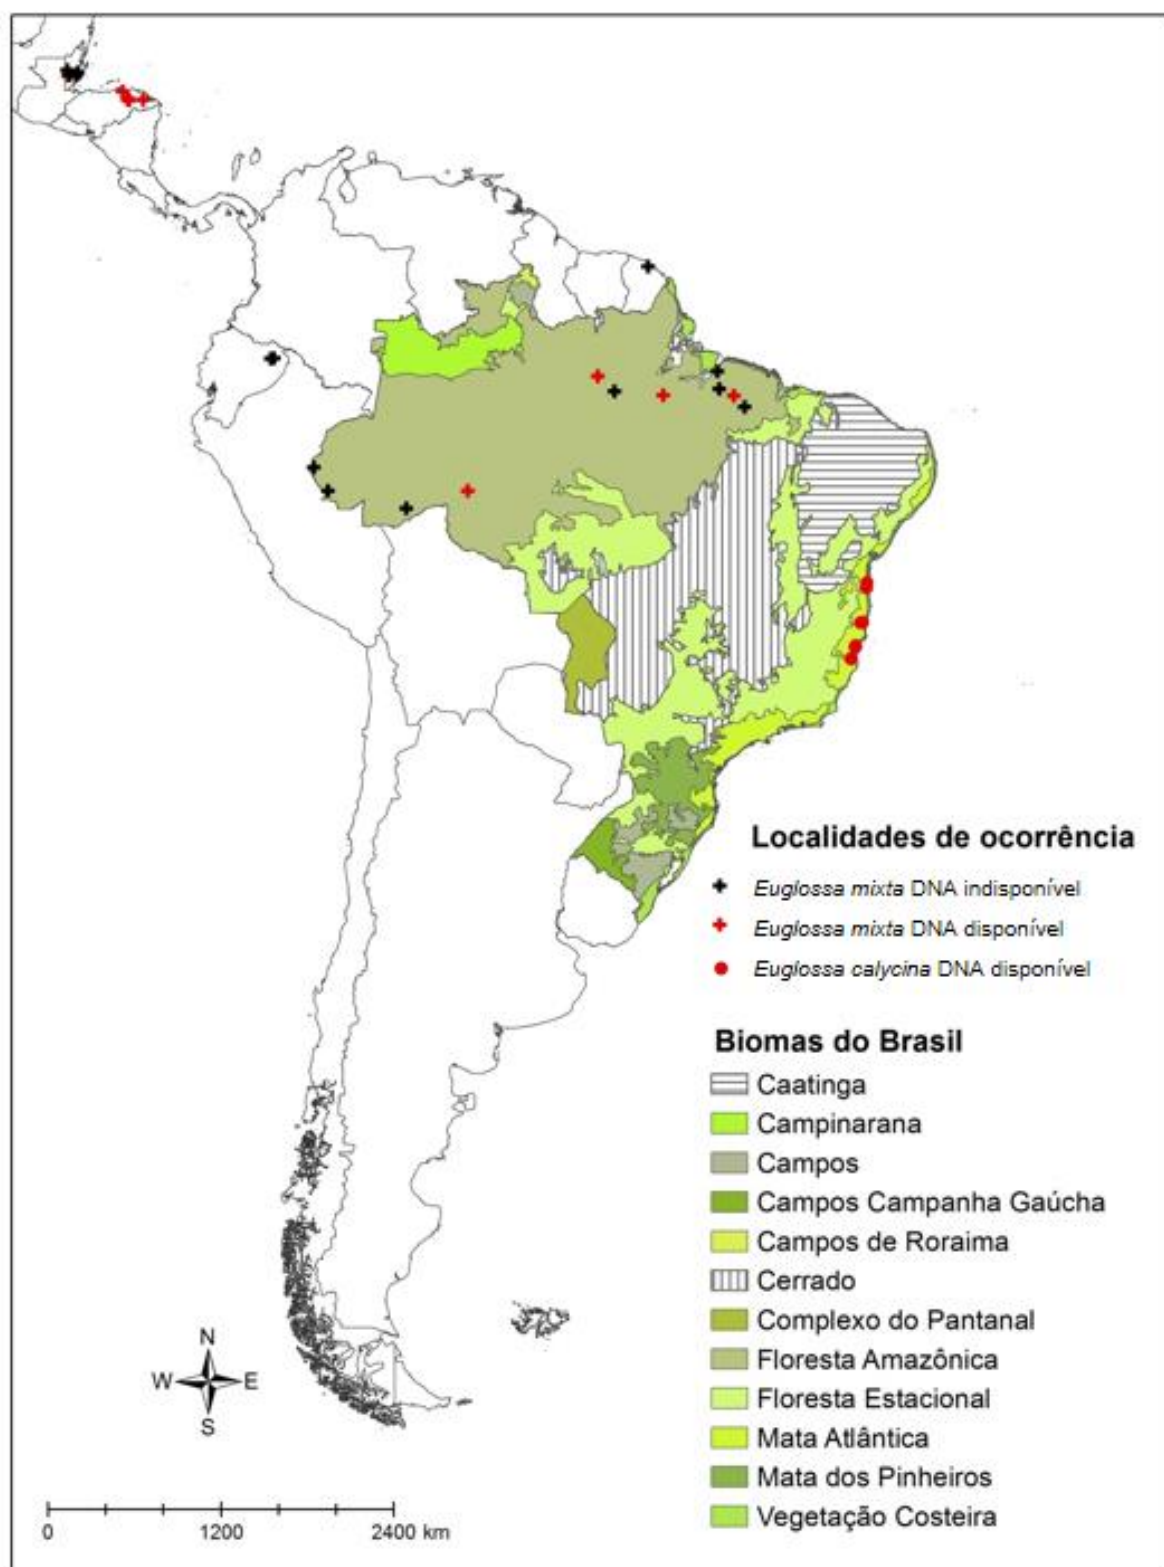 Localidades de ocorrência
Euglossa mixta DNA indisponível
Euglossa mixta DNA disponível
Euglossa calycina DNA disponível
Biomas do Brasil
Caatinga
Campinarana
Campos
Campos Campanha Gaúcha
Campos de Roraima
Cerrado
Complexo do Pantanal
Floresta Amazônica
Floresta Estacional
Mata Atlântica
Mata dos Pinheiros
Vegetação Costeira
N
W E
S
0 1200 2400 km